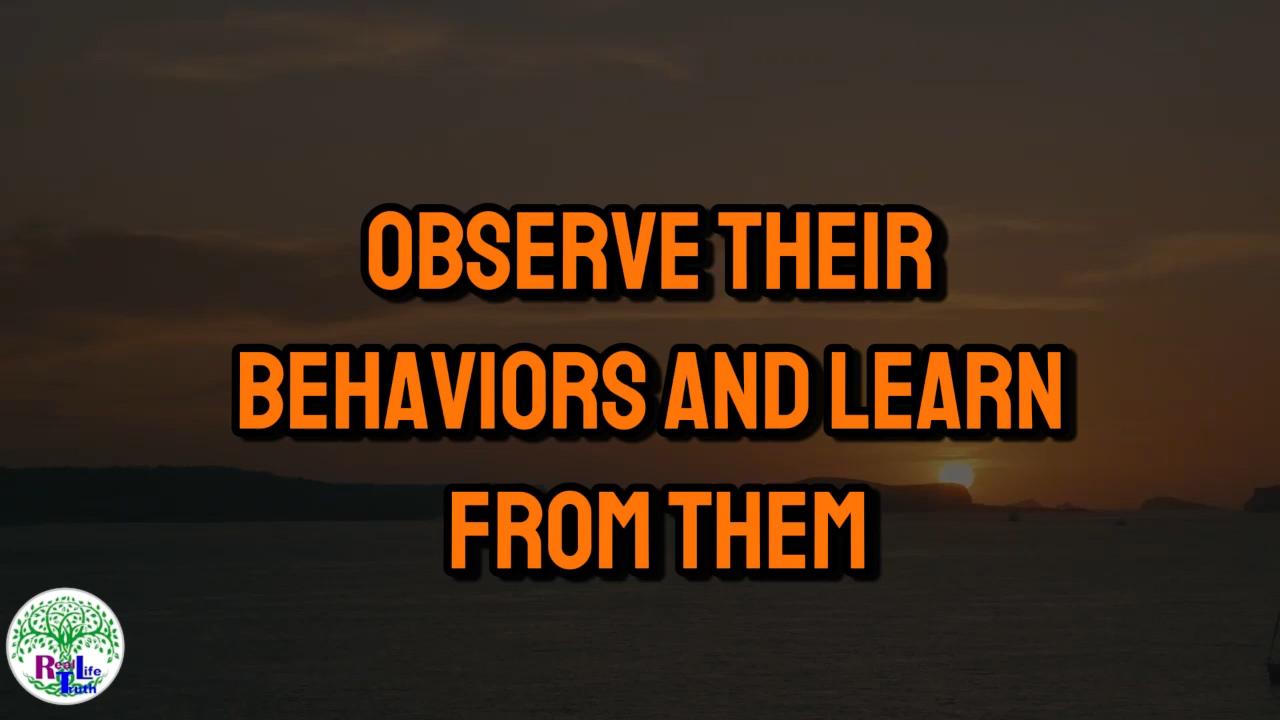 OBSERVE THEIR
BEHAVIORS AND LEARN
FROM THEM
Real Life
Truth